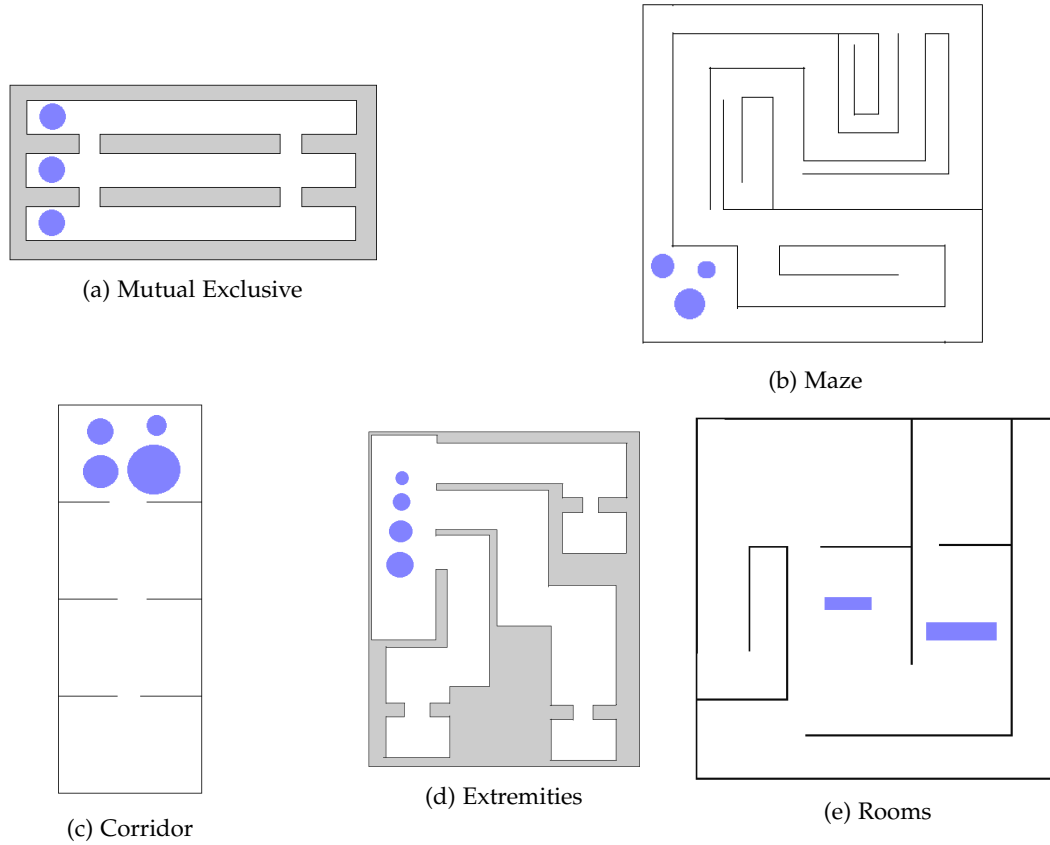 (a) Mutual Exclusive
(b) Maze
(c) Corridor
(d) Extremities
(e) Rooms